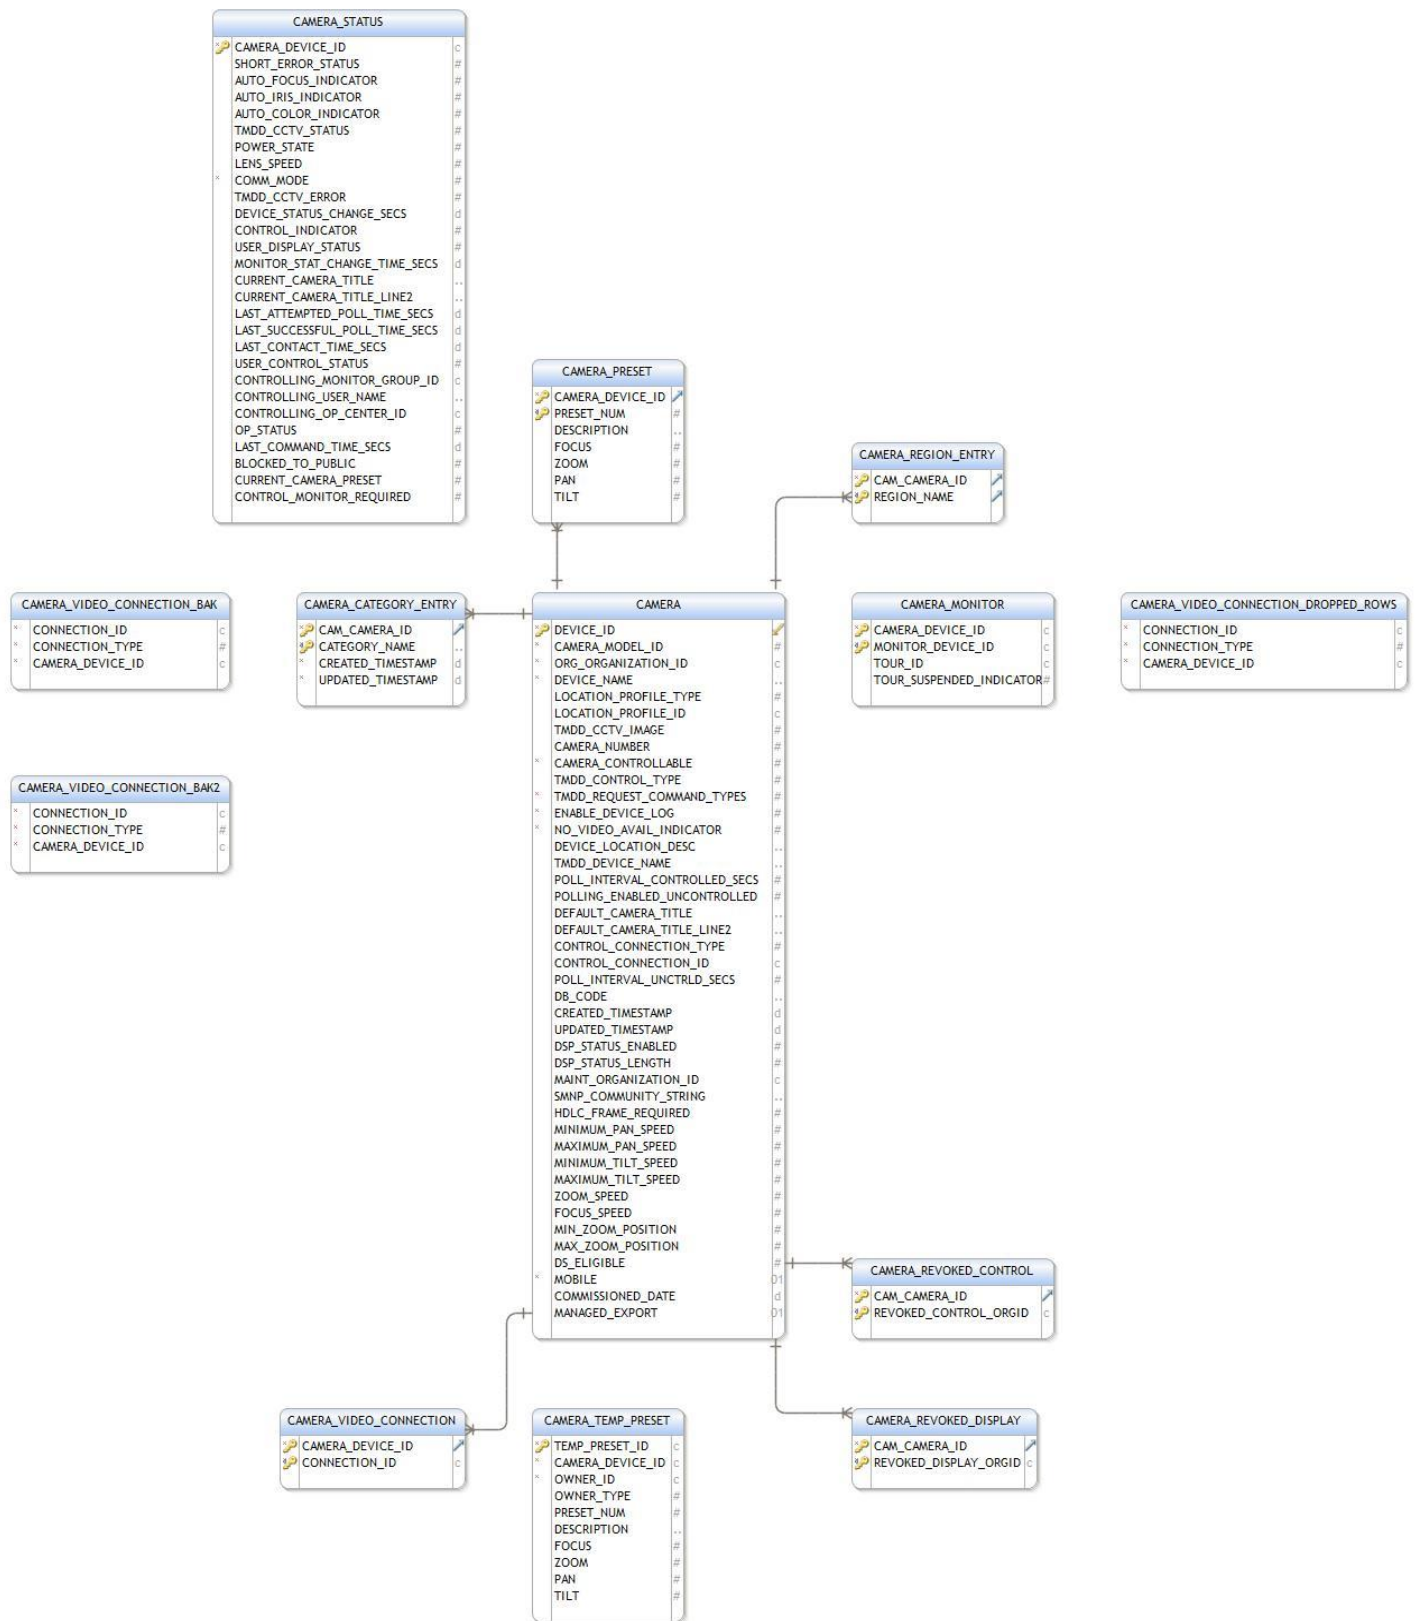 CAMERA_STATUS
CAMERA_DEVICE_ID c
SHORT_ERROR_STATUS #
AUTO_FOCUS_INDICATOR #
AUTO_IRIS_INDICATOR #
AUTO_COLOR_INDICATOR #
TMDD_CCTV_STATUS #
POWER_STATE #
LENS_SPEED #
* COMM_MODE #
TMDD_CCTV_ERROR #
DEVICE_STATUS_CHANGE_SECS d
CONTROL_INDICATOR #
USER_DISPLAY_STATUS #
MONITOR_STAT_CHANGE_TIME_SECS d
CURRENT_CAMERA_TITLE ..
CURRENT_CAMERA_TITLE_LINE2 ..
LAST_ATTEMPTED_POLL_TIME_SECS d
LAST_SUCCESSFUL_POLL_TIME_SECS d
LAST_CONTACT_TIME_SECS d
USER_CONTROL_STATUS #
CONTROLLING_MONITOR_GROUP_ID c
CONTROLLING_USER_NAME ..
CONTROLLING_OP_CENTER_ID c
OP_STATUS #
LAST_COMMAND_TIME_SECS d
BLOCKED_TO_PUBLIC #
CURRENT_CAMERA_PRESET #
CONTROL_MONITOR_REQUIRED #
CAMERA_PRESET
CAMERA_DEVICE_ID
PRESET_NUM #
DESCRIPTION ..
FOCUS #
ZOOM #
PAN #
TILT #
CAMERA_REGION_ENTRY
CAM_CAMERA_ID
REGION_NAME
CAMERA_VIDEO_CONNECTION_BAK
* CONNECTION_ID c
* CONNECTION_TYPE #
* CAMERA_DEVICE_ID c
CAMERA_CATEGORY_ENTRY
CAM_CAMERA_ID
CATEGORY_NAME ..
* CREATED_TIMESTAMP d
* UPDATED_TIMESTAMP d
CAMERA
DEVICE_ID
* CAMERA_MODEL_ID #
* ORG_ORGANIZATION_ID c
* DEVICE_NAME ..
LOCATION_PROFILE_TYPE #
LOCATION_PROFILE_ID c
TMDD_CCTV_IMAGE #
CAMERA_NUMBER #
* CAMERA_CONTROLLABLE #
TMDD_CONTROL_TYPE #
* TMDD_REQUEST_COMMAND_TYPES #
* ENABLE_DEVICE_LOG #
* NO_VIDEO_AVAIL_INDICATOR #
DEVICE_LOCATION_DESC ..
TMDD_DEVICE_NAME ..
POLL_INTERVAL_CONTROLLED_SECS #
POLLING_ENABLED_UNCONTROLLED #
DEFAULT_CAMERA_TITLE ..
DEFAULT_CAMERA_TITLE_LINE2 ..
CONTROL_CONNECTION_TYPE #
CONTROL_CONNECTION_ID c
POLL_INTERVAL_UNCTRLD_SECS #
DB_CODE ..
CREATED_TIMESTAMP d
UPDATED_TIMESTAMP d
DSP_STATUS_ENABLED #
DSP_STATUS_LENGTH #
MAINT_ORGANIZATION_ID c
SMNP_COMMUNITY_STRING ..
HDLC_FRAME_REQUIRED #
MINIMUM_PAN_SPEED #
MAXIMUM_PAN_SPEED #
MINIMUM_TILT_SPEED #
MAXIMUM_TILT_SPEED #
ZOOM_SPEED #
FOCUS_SPEED #
MIN_ZOOM_POSITION #
MAX_ZOOM_POSITION #
DS_ELIGIBLE #
* MOBILE 01
COMMISSIONED_DATE d
MANAGED_EXPORT 01
CAMERA_MONITOR
CAMERA_DEVICE_ID c
MONITOR_DEVICE_ID c
TOUR_ID c
TOUR_SUSPENDED_INDICATOR #
CAMERA_VIDEO_CONNECTION_DROPPED_ROWS
* CONNECTION_ID c
* CONNECTION_TYPE #
* CAMERA_DEVICE_ID c
CAMERA_VIDEO_CONNECTION_BAK2
* CONNECTION_ID c
* CONNECTION_TYPE #
* CAMERA_DEVICE_ID c
CAMERA_REVOKED_CONTROL
CAM_CAMERA_ID
REVOKED_CONTROL_ORGID c
CAMERA_VIDEO_CONNECTION
CAMERA_DEVICE_ID
CONNECTION_ID c
CAMERA_TEMP_PRESET
TEMP_PRESET_ID c
* CAMERA_DEVICE_ID c
* OWNER_ID c
OWNER_TYPE #
PRESET_NUM #
DESCRIPTION ..
FOCUS #
ZOOM #
PAN #
TILT #
CAMERA_REVOKED_DISPLAY
CAM_CAMERA_ID
REVOKED_DISPLAY_ORGID c